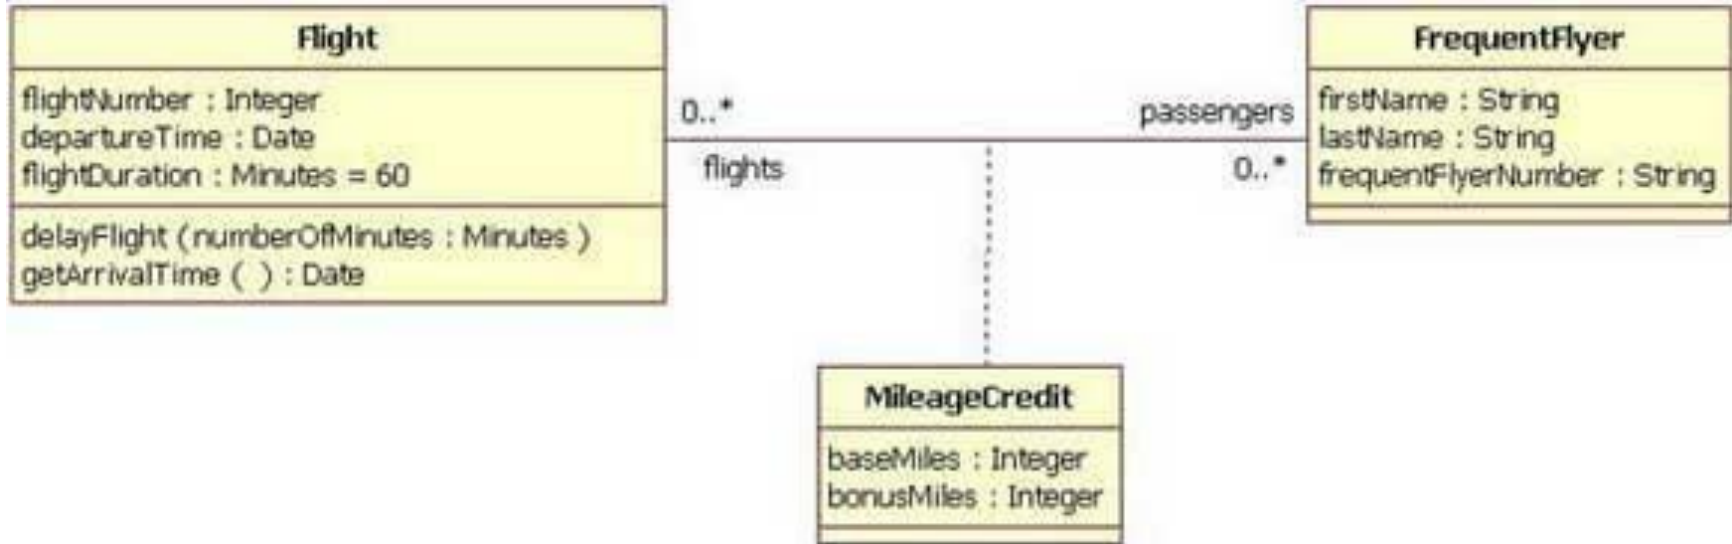 Flight
flightNumber : Integer
departureTime : Date
flightDuration : Minutes = 60
delayFlight ( numberOfMinutes : Minutes )
getArrivalTime ( ) : Date
0..*
flights
passengers
0..*
FrequentFlyer
firstName : String
lastName : String
frequentFlyerNumber : String
MileageCredit
baseMiles : Integer
bonusMiles : Integer